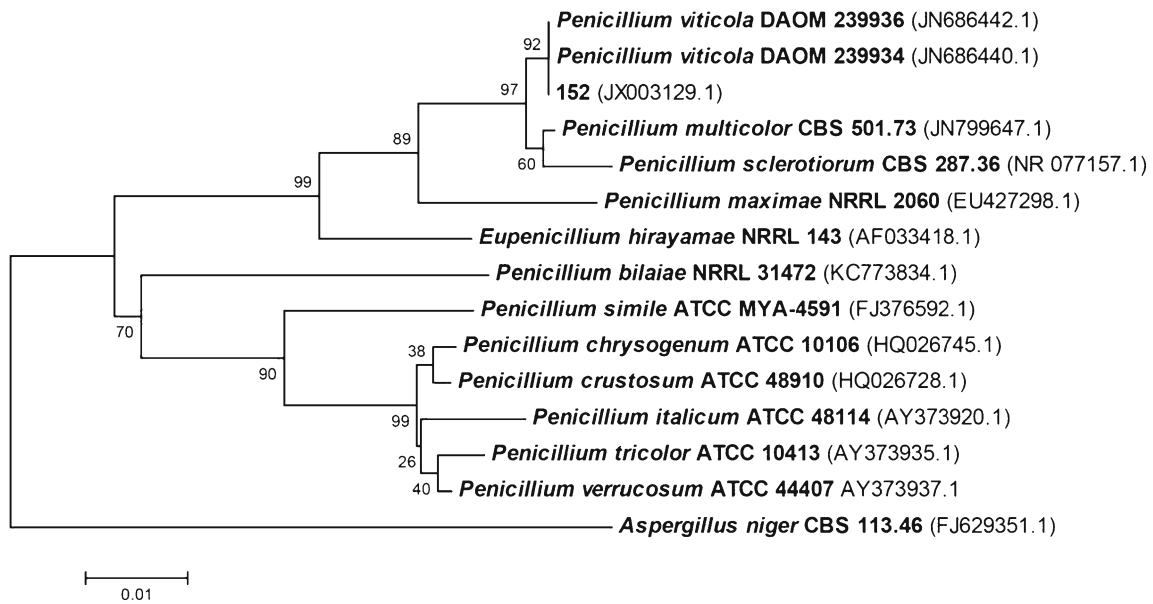 Penicillium viticola DAOM 239936 (JN686442.1)
92
Penicillium viticola DAOM 239934 (JN686440.1)
97
152 (JX003129.1)
Penicillium multicolor CBS 501.73 (JN799647.1)
89
60
Penicillium sclerotiorum CBS 287.36 (NR 077157.1)
99
Penicillium maximae NRRL 2060 (EU427298.1)
Eupenicillium hirayamae NRRL 143 (AF033418.1)
Penicillium bilaiae NRRL 31472 (KC773834.1)
70
Penicillium simile ATCC MYA-4591 (FJ376592.1)
38
Penicillium chrysogenum ATCC 10106 (HQ026745.1)
90
Penicillium crustosum ATCC 48910 (HQ026728.1)
99
Penicillium italicum ATCC 48114 (AY373920.1)
26
Penicillium tricolor ATCC 10413 (AY373935.1)
40
Penicillium verrucosum ATCC 44407 AY373937.1
Aspergillus niger CBS 113.46 (FJ629351.1)
0.01